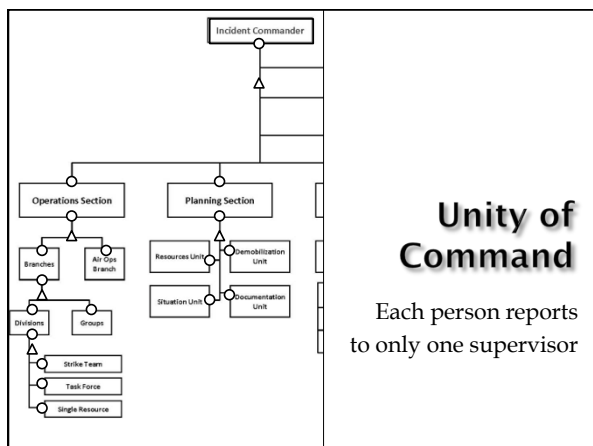 Incident Commander
Operations Section
Planning Section
Branches
Air Ops
Branch
Resources Unit
Demobilization
Unit
Situation Unit
Documentation
Unit
Divisions
Groups
Strike Team
Task Force
Single Resource
Unity of
Command
Each person reports
to only one supervisor